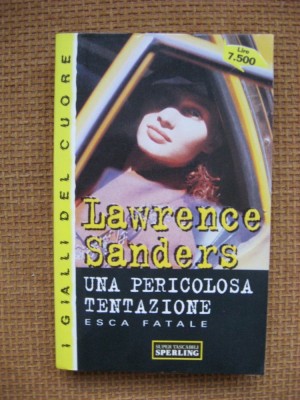 Lire
7.500
I GIALLI DEL CUORE
Lawrence
Sanders
UNA PERICOLOSA
TENTAZIONE
ESCA FATALE
SUPER TASCABILI
SPERLING